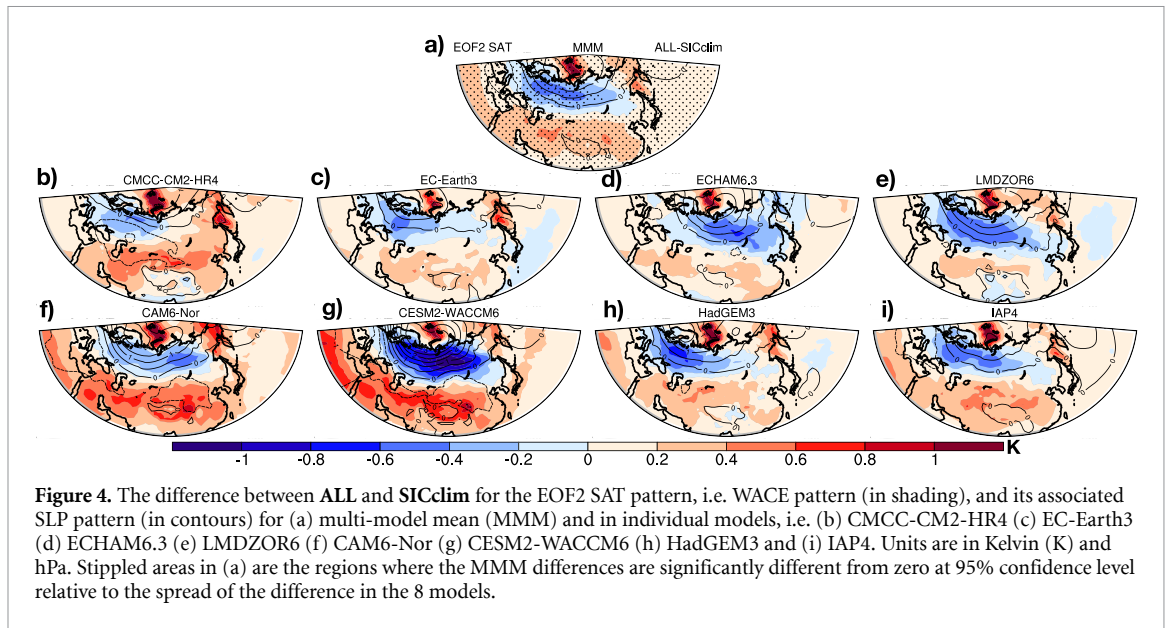 a) EOF2 SAT MMM ALL-SICclim
b) CMCC-CM2-HR4 c) EC-Earth3 d) ECHAM6.3 e) LMDZOR6
f) CAM6-Nor g) CESM2-WACCM6 h) HadGEM3 i) IAP4
-1 -0.8 -0.6 -0.4 -0.2 0 0.2 0.4 0.6 0.8 1 K
Figure 4. The difference between ALL and SICclim for the EOF2 SAT pattern, i.e. WACE pattern (in shading), and its associated
SLP pattern (in contours) for (a) multi-model mean (MMM) and in individual models, i.e. (b) CMCC-CM2-HR4 (c) EC-Earth3
(d) ECHAM6.3 (e) LMDZOR6 (f) CAM6-Nor (g) CESM2-WACCM6 (h) HadGEM3 and (i) IAP4. Units are in Kelvin (K) and
hPa. Stippled areas in (a) are the regions where the MMM differences are significantly different from zero at 95% confidence level
relative to the spread of the difference in the 8 models.